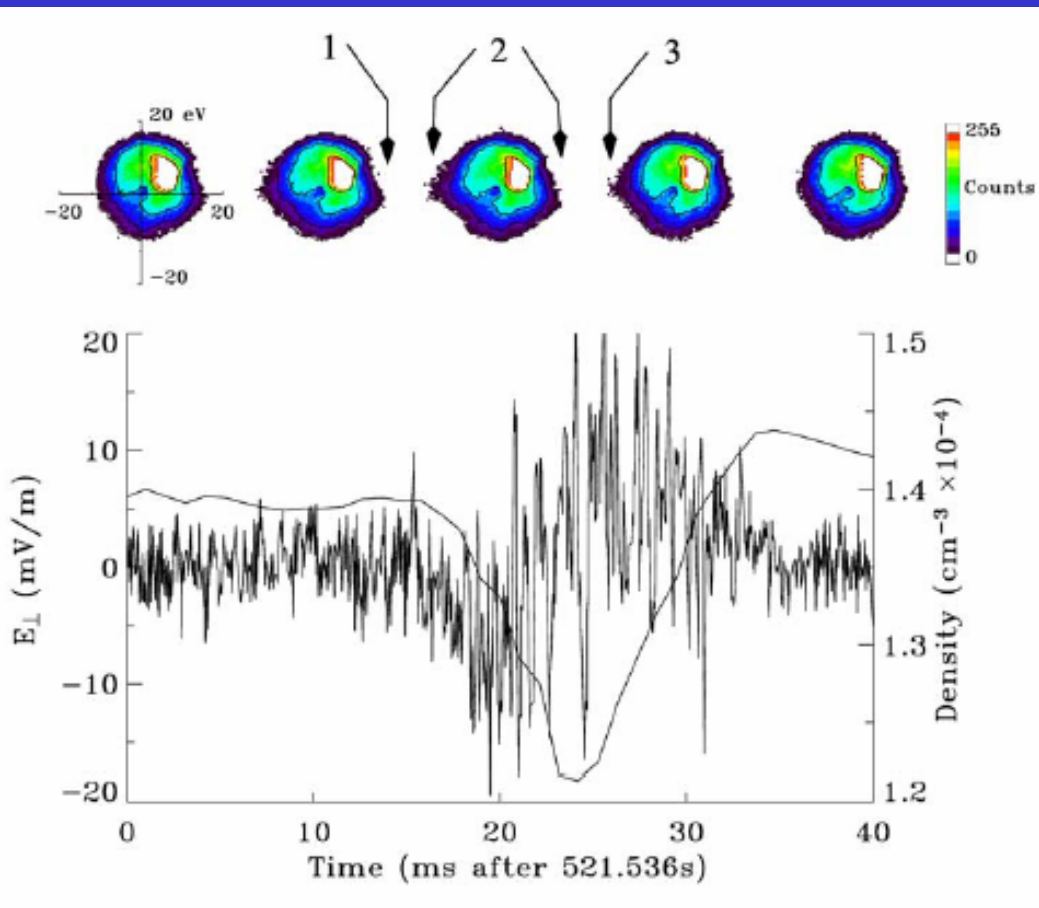 1 2 3
20 eV
-20 20
-20
255
Counts
0
20 1.5
10 1.4
0
-10 1.3
-20 1.2
E⊥ (mV/m)
Density (cm⁻³ ×10⁻⁴)
0 10 20 30 40
Time (ms after 521.536s)